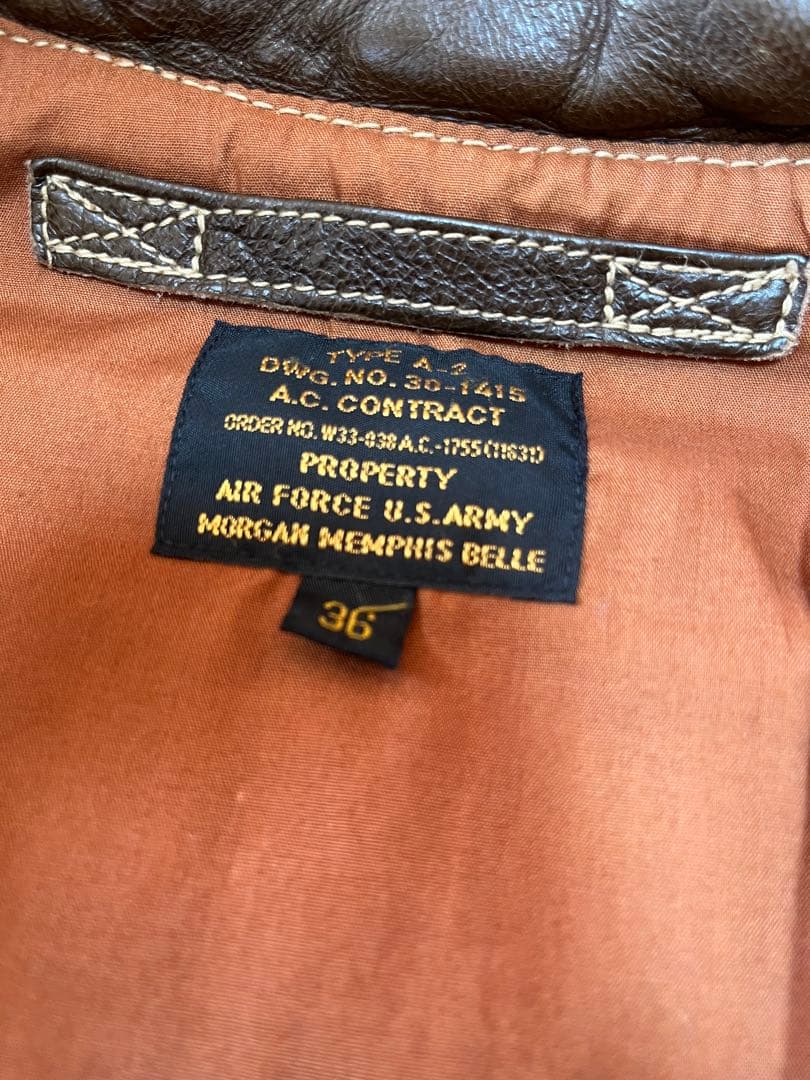 TYPE A-2
DWG. NO. 30-1415
A.C. CONTRACT
ORDER NO. W33-038 A.C.-1755 (11631)
PROPERTY
AIR FORCE U.S. ARMY
MORGAN MEMPHIS BELLE
36